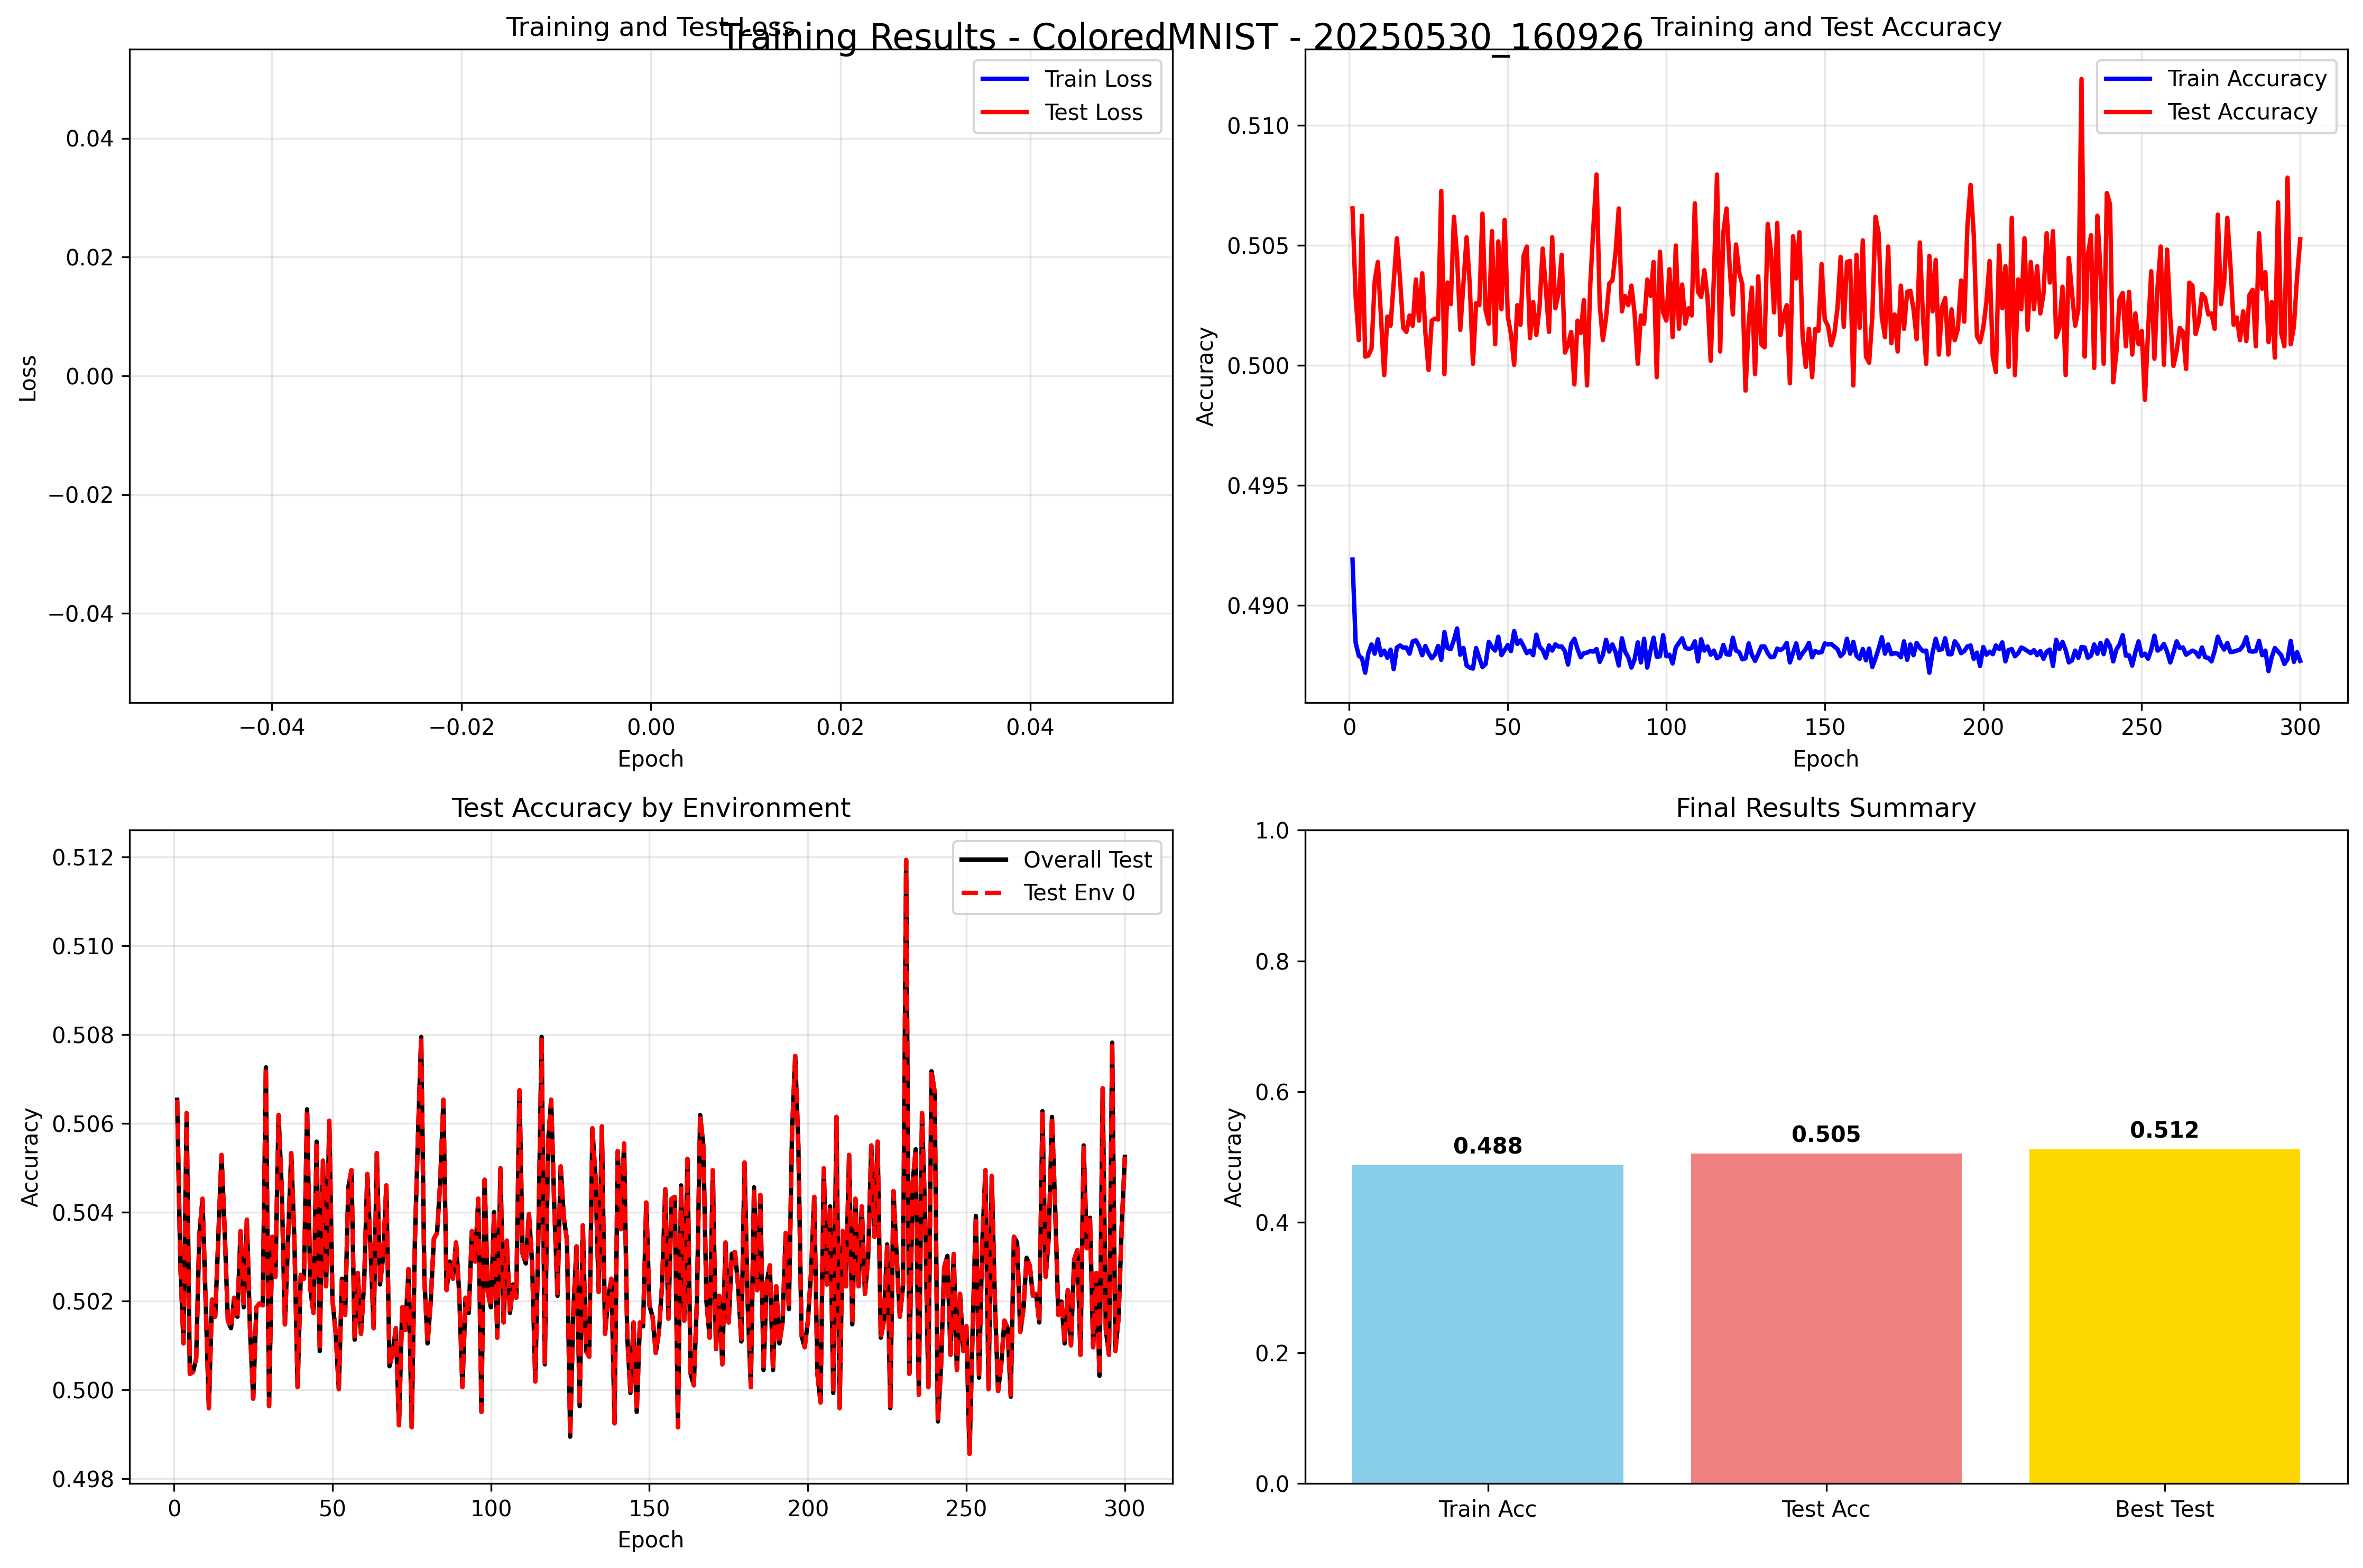 Training Results - ColoredMNIST - 20250530_160926
Training and Test Loss
Train Loss
Test Loss
0.04
0.02
0.00
−0.02
−0.04
Loss
−0.04
−0.02
0.00
0.02
0.04
Epoch
Training and Test Accuracy
Train Accuracy
Test Accuracy
0.510
0.505
0.500
0.495
0.490
Accuracy
0
50
100
150
200
250
300
Epoch
Test Accuracy by Environment
Overall Test
Test Env 0
0.512
0.510
0.508
0.506
0.504
0.502
0.500
0.498
Accuracy
0
50
100
150
200
250
300
Epoch
Final Results Summary
1.0
0.8
0.6
0.4
0.2
0.0
Accuracy
0.488
0.505
0.512
Train Acc
Test Acc
Best Test